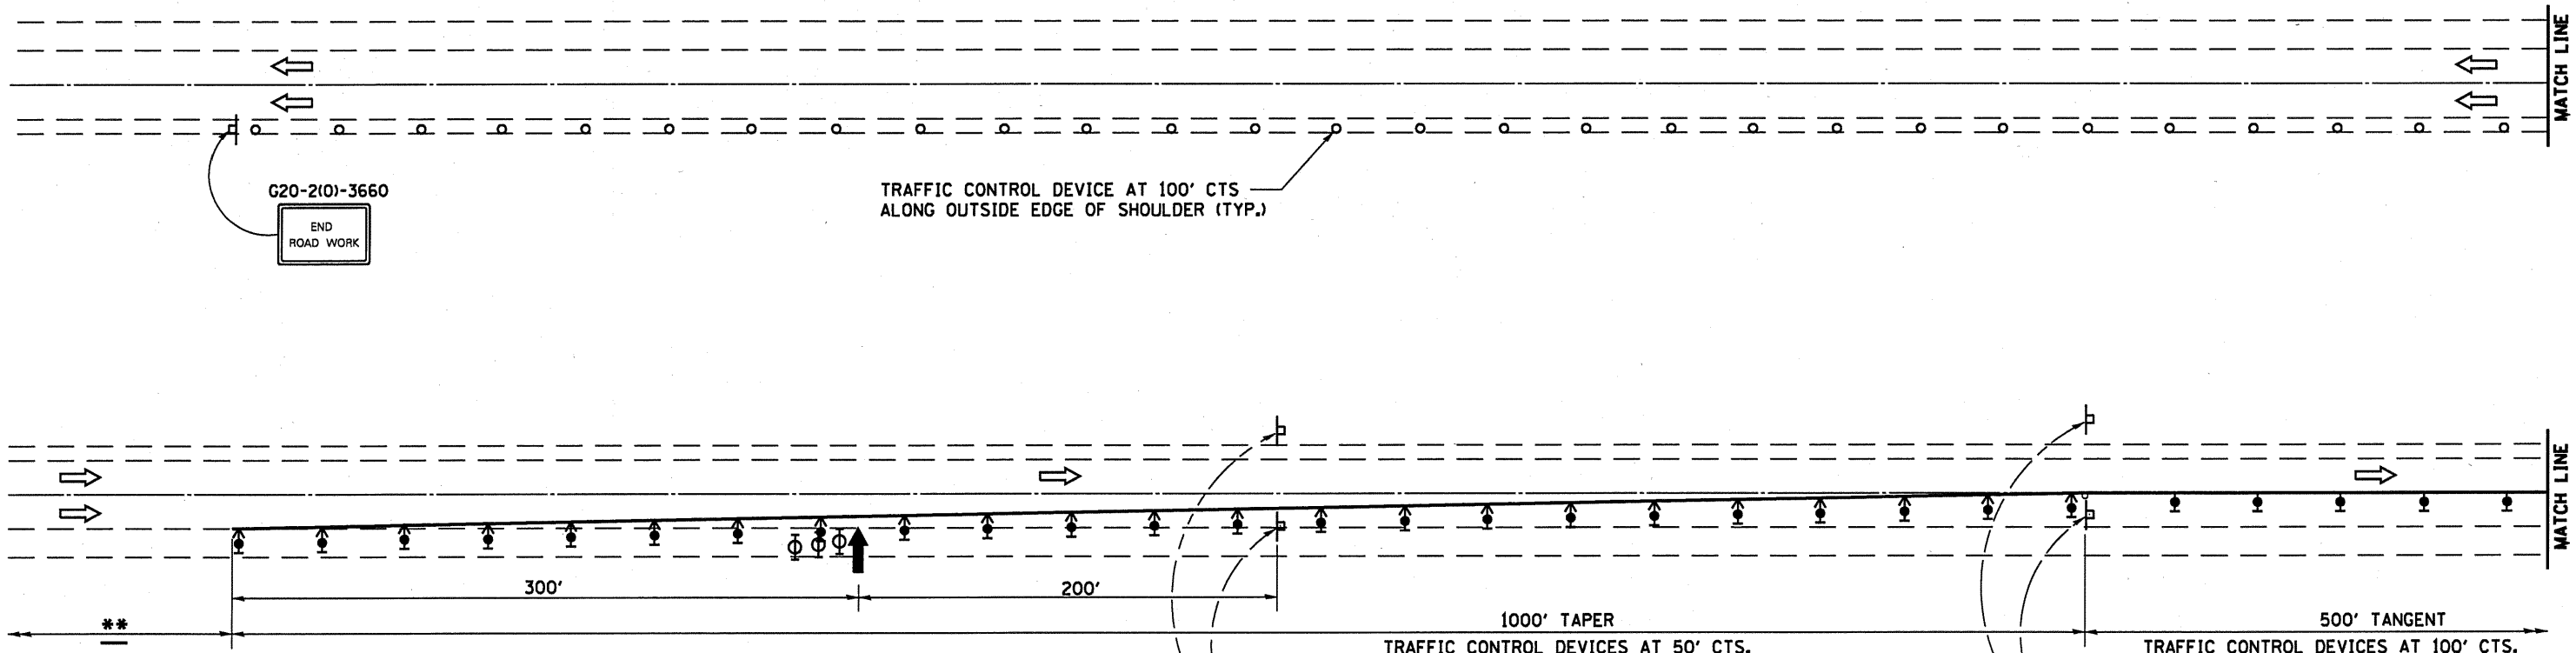 MATCH LINE
G20-2(0)-3660
END
ROAD WORK
TRAFFIC CONTROL DEVICE AT 100' CTS
ALONG OUTSIDE EDGE OF SHOULDER (TYP.)
MATCH LINE
300'
200'
**
1000' TAPER
500' TANGENT
TRAFFIC CONTROL DEVICES AT 50' CTS.
TRAFFIC CONTROL DEVICES AT 100' CTS.